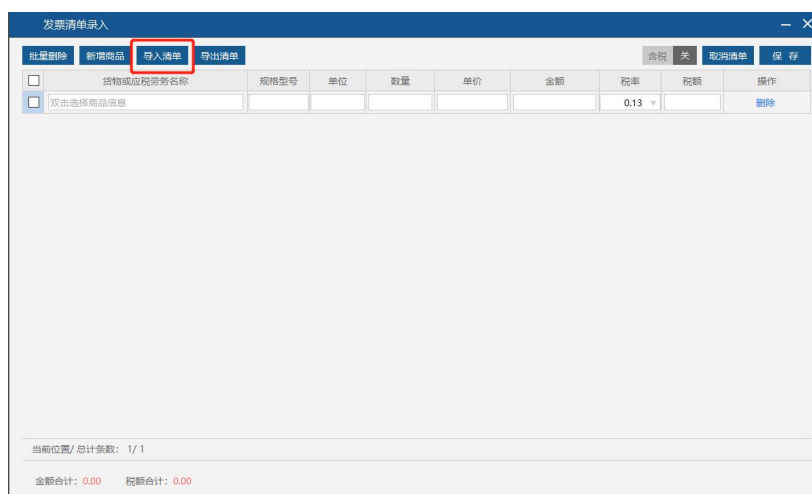 发票清单录入
批量删除 新增商品 导入清单 导出清单 含税 关 取消清单 保 存
货物或应税劳务名称 规格型号 单位 数量 单价 金额 税率 税额 操作
双击选择商品信息 0.13 删除
当前位置/ 总计条数: 1/ 1
金额合计: 0.00 税额合计: 0.00